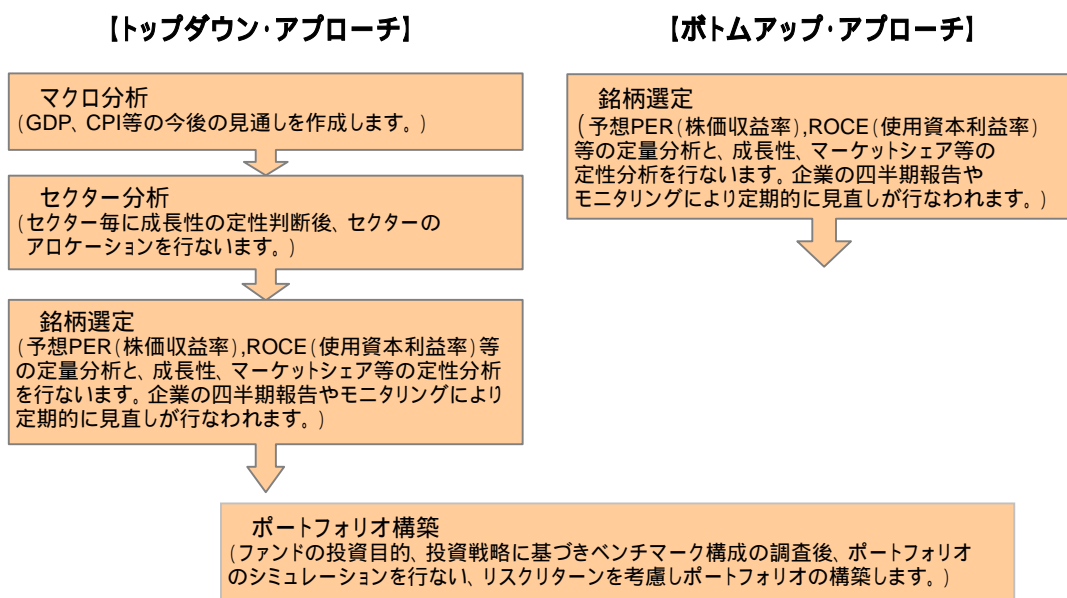 【トップダウン・アプローチ】
【ボトムアップ・アプローチ】
マクロ分析
(GDP、CPI等の今後の見通しを作成します。)
セクター分析
(セクター毎に成長性の定性判断後、セクターの
アロケーションを行ないます。)
銘柄選定
(予想PER(株価収益率),ROCE(使用資本利益率)等
の定量分析と、成長性、マーケットシェア等の定性分析
を行ないます。企業の四半期報告やモニタリングにより
定期的に見直しが行なわれます。)
銘柄選定
(予想PER(株価収益率),ROCE(使用資本利益率)
等の定量分析と、成長性、マーケットシェア等の
定性分析を行ないます。企業の四半期報告や
モニタリングにより定期的に見直しが行なわれます。)
ポートフォリオ構築
(ファンドの投資目的、投資戦略に基づきベンチマーク構成の調査後、ポートフォリオ
のシミュレーションを行ない、リスクリターンを考慮しポートフォリオの構築します。)